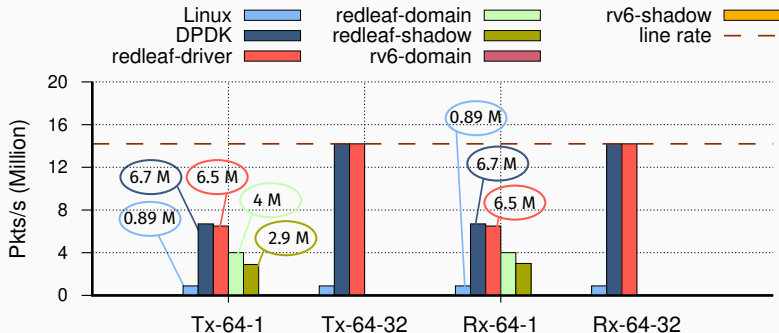 Linux redleaf-domain rv6-shadow
DPDK redleaf-shadow line rate
redleaf-driver rv6-domain
Pkts/s (Million)
20
16
12
8
4
0
0.89 M
6.7 M
6.5 M
4 M
2.9 M
0.89 M
6.7 M
6.5 M
Tx-64-1 Tx-64-32 Rx-64-1 Rx-64-32